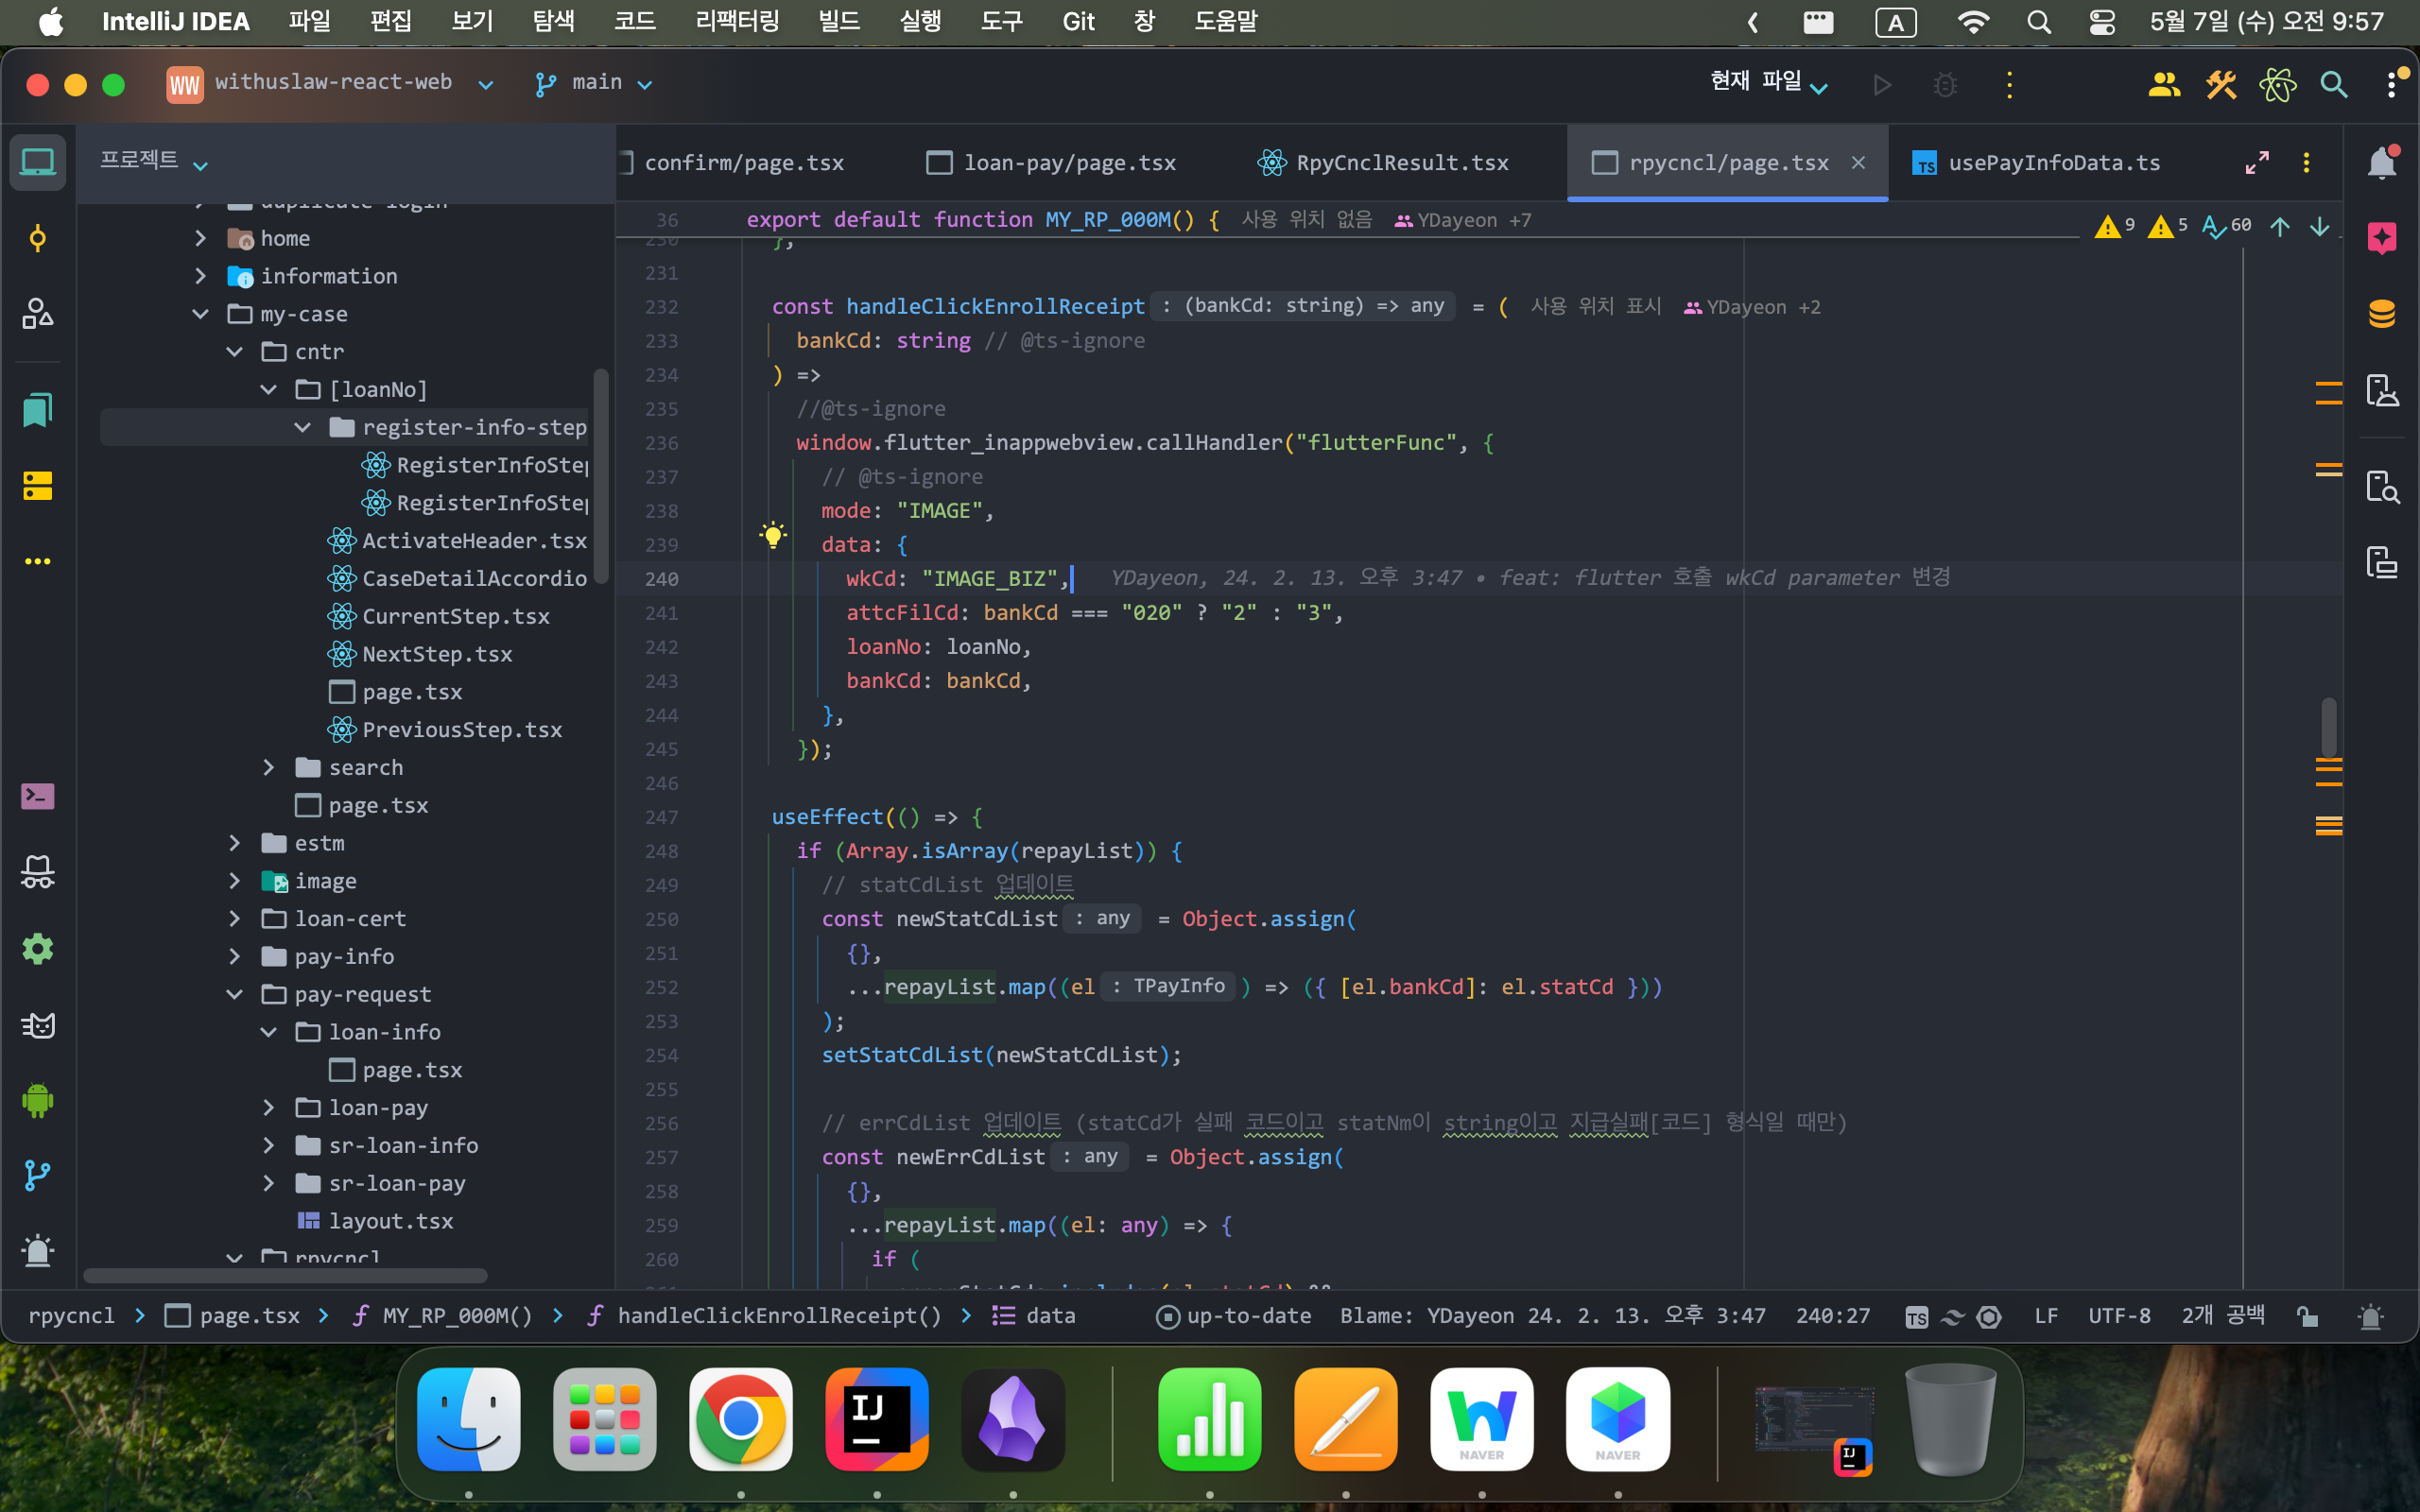 IntelliJ IDEA 파일 편집 보기 탐색 코드 리팩터링 빌드 실행 도구 Git 창 도움말 A 5월 7일 (수) 오전 9:57
WW withuslaw-react-web main 현재 파일
프로젝트
confirm/page.tsx loan-pay/page.tsx RpyCnclResult.tsx rpycncl/page.tsx × TS usePayInfoData.ts
duplicate-login
home
information
my-case
cntr
[loanNo]
register-info-step
RegisterInfoStep
RegisterInfoStep
ActivateHeader.tsx
CaseDetailAccordio
CurrentStep.tsx
NextStep.tsx
page.tsx
PreviousStep.tsx
search
page.tsx
estm
image
loan-cert
pay-info
pay-request
loan-info
page.tsx
loan-pay
sr-loan-info
sr-loan-pay
layout.tsx
rpycncl
36 export default function MY_RP_000M() { 사용 위치 없음 YDayeon +7
9 5 60
230 },
231
232 const handleClickEnrollReceipt : (bankCd: string) => any = ( 사용 위치 표시 YDayeon +2
233 bankCd: string // @ts-ignore
234 ) =>
235 //@ts-ignore
236 window.flutter_inappwebview.callHandler("flutterFunc", {
237 // @ts-ignore
238 mode: "IMAGE",
239 data: {
240 wkCd: "IMAGE_BIZ", YDayeon, 24. 2. 13. 오후 3:47 • feat: flutter 호출 wkCd parameter 변경
241 attcFilCd: bankCd === "020" ? "2" : "3",
242 loanNo: loanNo,
243 bankCd: bankCd,
244 },
245 });
246
247 useEffect(() => {
248 if (Array.isArray(repayList)) {
249 // statCdList 업데이트
250 const newStatCdList : any = Object.assign(
251 {},
252 ...repayList.map((el : TPayInfo ) => ({ [el.bankCd]: el.statCd }))
253 );
254 setStatCdList(newStatCdList);
255
256 // errCdList 업데이트 (statCd가 실패 코드이고 statNm이 string이고 지급실패[코드] 형식일 때만)
257 const newErrCdList : any = Object.assign(
258 {},
259 ...repayList.map((el: any) => {
260 if (
rpycncl page.tsx MY_RP_000M() handleClickEnrollReceipt() data up-to-date Blame: YDayeon 24. 2. 13. 오후 3:47 240:27 TS LF UTF-8 2개 공백
IJ
NAVER
NAVER
IJ